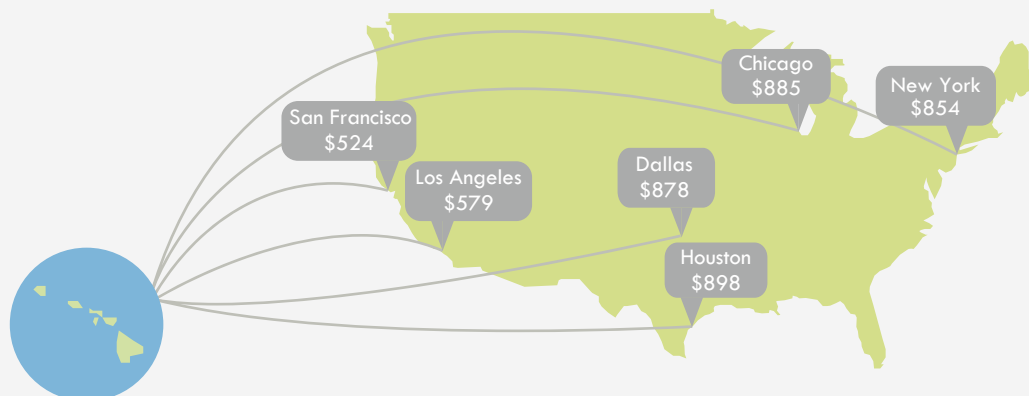 Chicago
$885
New York
$854
San Francisco
$524
Los Angeles
$579
Dallas
$878
Houston
$898